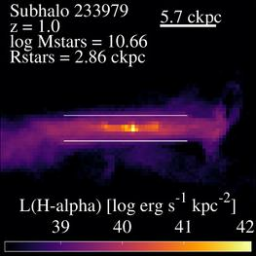 Subhalo 233979
5.7 ckpc
z = 1.0
log Mstars = 10.66
Rstars = 2.86 ckpc
L(H-alpha) [log erg s⁻¹ kpc⁻²]
39 40 41 42